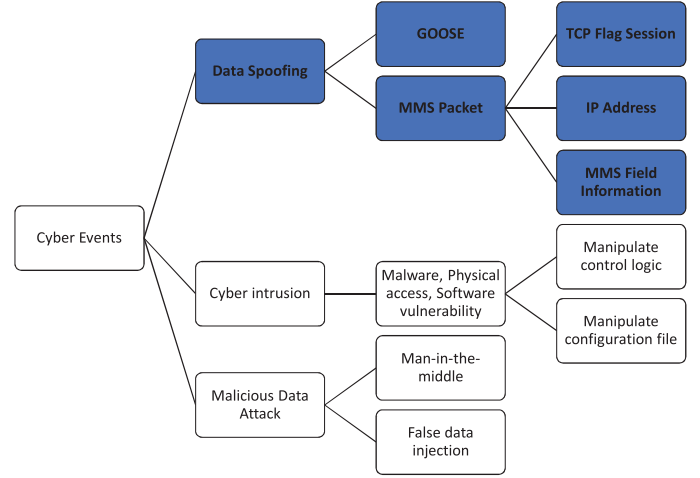 GOOSE
TCP Flag Session
Data Spoofing
MMS Packet
IP Address
MMS Field
Information
Cyber Events
Manipulate
control logic
Cyber intrusion
Malware, Physical
access, Software
vulnerability
Manipulate
configuration file
Man-in-the-
middle
Malicious Data
Attack
False data
injection